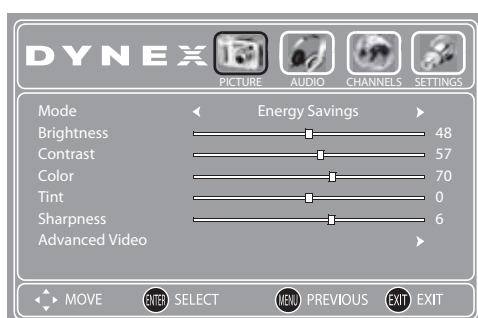 DYNEX
PICTURE AUDIO CHANNELS SETTINGS
Mode Energy Savings
Brightness 48
Contrast 57
Color 70
Tint 0
Sharpness 6
Advanced Video
MOVE ENTER SELECT MENU PREVIOUS EXIT EXIT